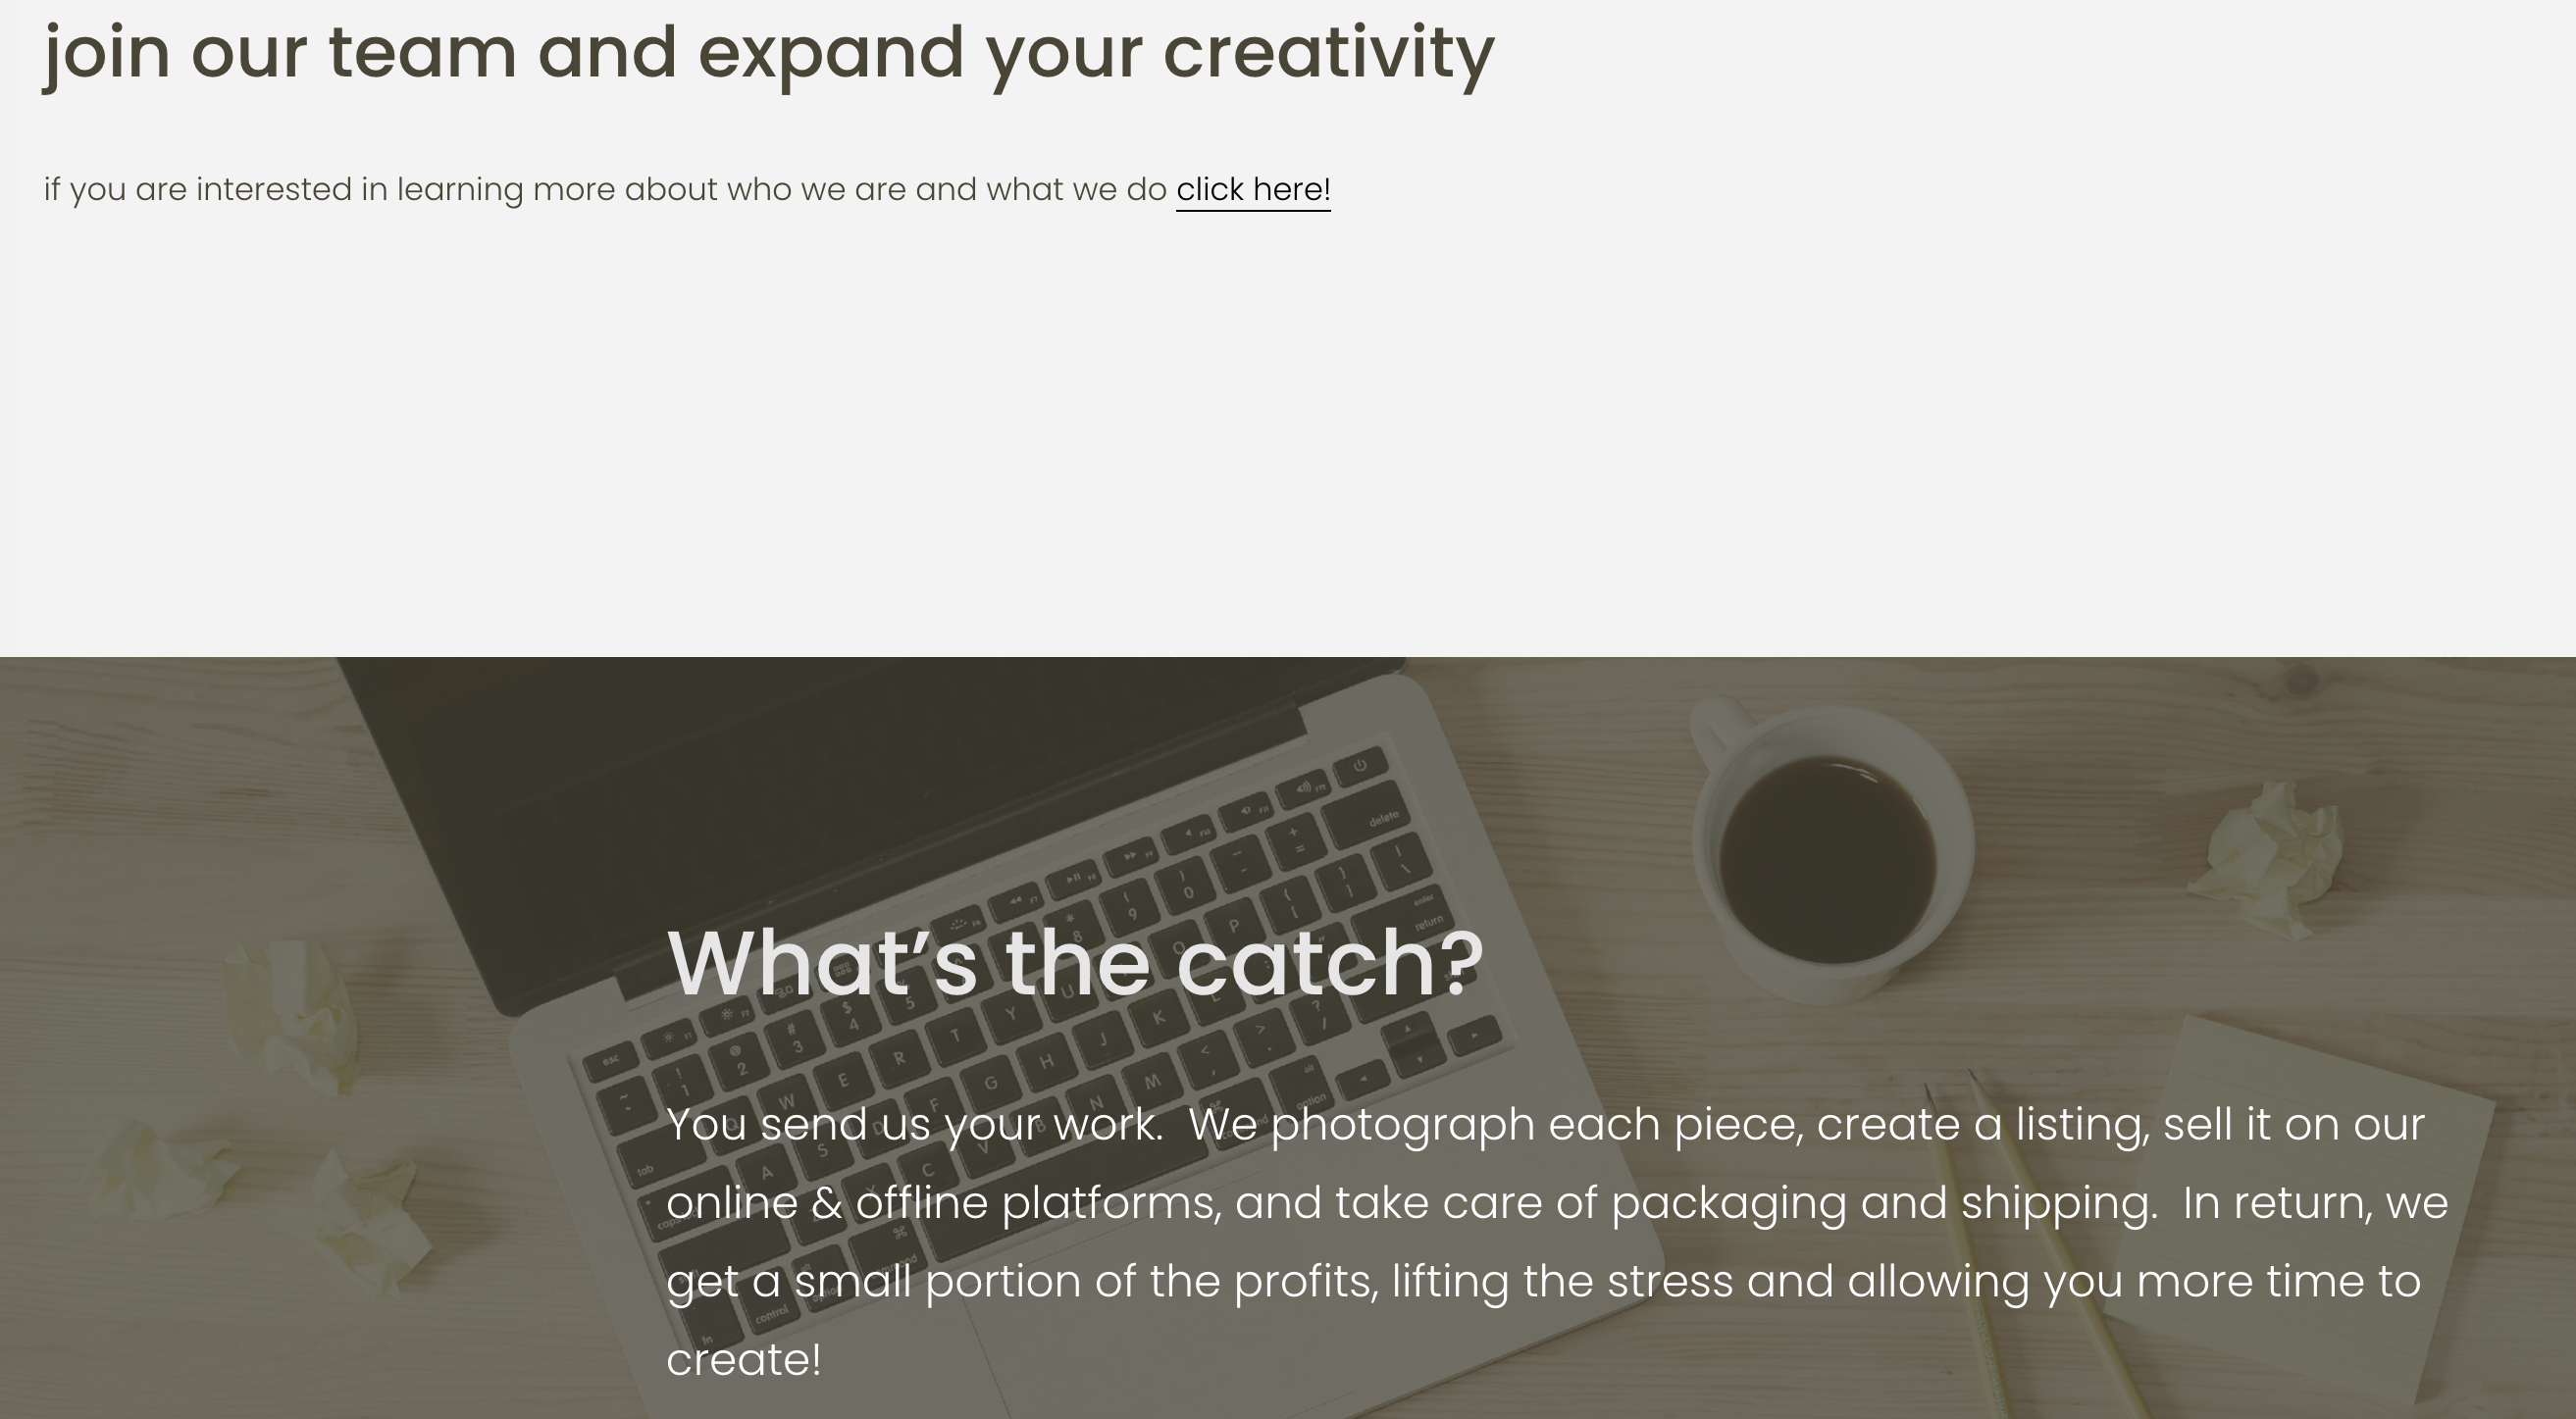 join our team and expand your creativity
if you are interested in learning more about who we are and what we do click here!
What’s the catch?
You send us your work.  We photograph each piece, create a listing, sell it on our
online & offline platforms, and take care of packaging and shipping.  In return, we
get a small portion of the profits, lifting the stress and allowing you more time to
create!